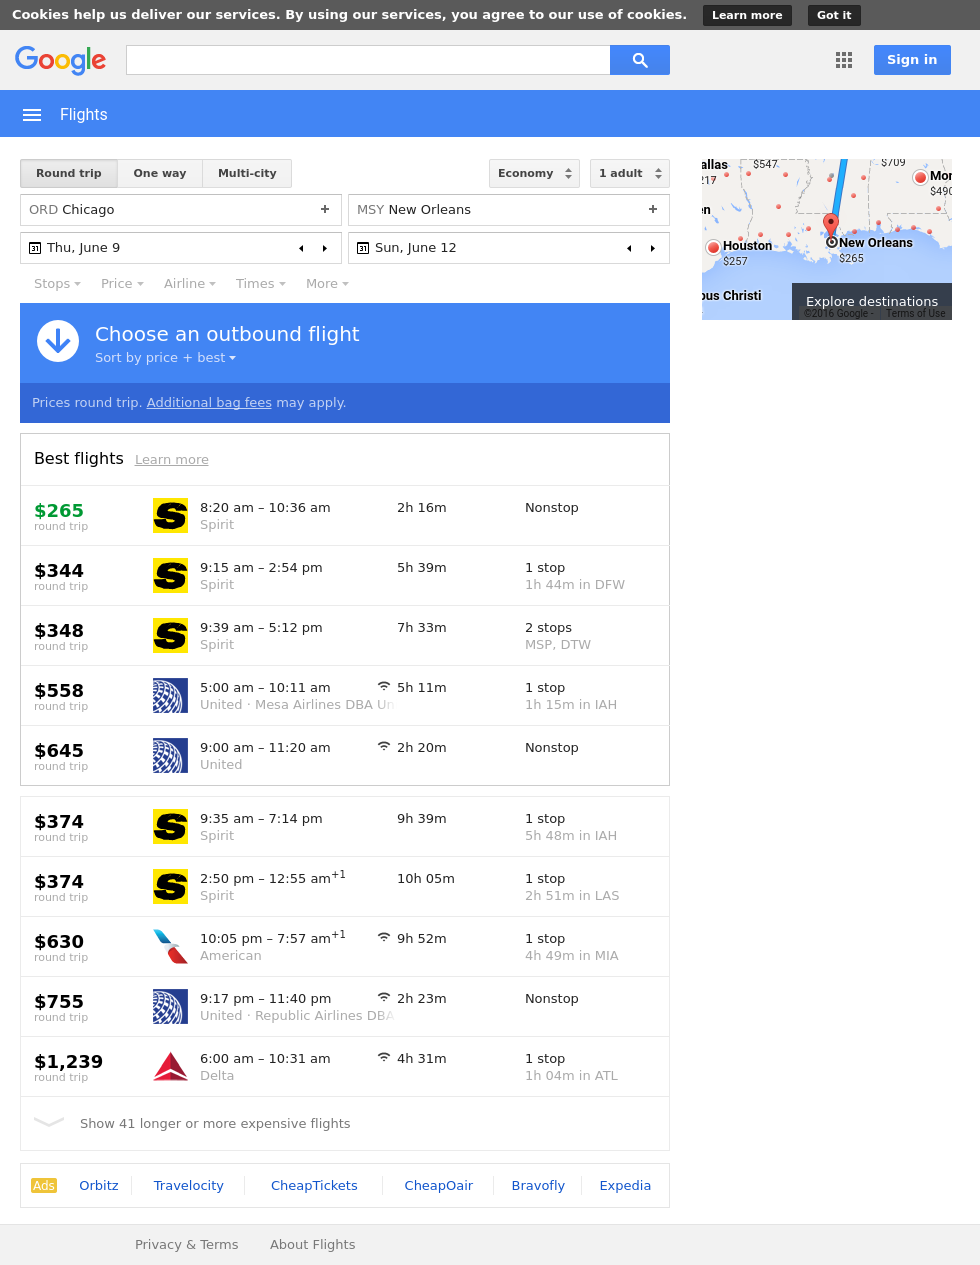 Cookies help us deliver our services. By using our services, you agree to our use of cookies. Learn more Got it
Google
Sign in
Flights
Round trip One way Multi-city Economy 1 adult
ORD Chicago + MSY New Orleans +
31 Thu, June 9 31 Sun, June 12
Stops Price Airline Times More
Choose an outbound flight
Sort by price + best
Prices round trip. Additional bag fees may apply.
allas
$547
$709
217
Mon
$490
en
Houston
$257
New Orleans
$265
pus Christi
Explore destinations
©2016 Google - Terms of Use
Best flights Learn more
$265 8:20 am – 10:36 am 2h 16m Nonstop
round trip Spirit
$344 9:15 am – 2:54 pm 5h 39m 1 stop
round trip Spirit 1h 44m in DFW
$348 9:39 am – 5:12 pm 7h 33m 2 stops
round trip Spirit MSP, DTW
$558 5:00 am – 10:11 am 5h 11m 1 stop
round trip United · Mesa Airlines DBA Un 1h 15m in IAH
$645 9:00 am – 11:20 am 2h 20m Nonstop
round trip United
$374 9:35 am – 7:14 pm 9h 39m 1 stop
round trip Spirit 5h 48m in IAH
$374 2:50 pm – 12:55 am+1 10h 05m 1 stop
round trip Spirit 2h 51m in LAS
$630 10:05 pm – 7:57 am+1 9h 52m 1 stop
round trip American 4h 49m in MIA
$755 9:17 pm – 11:40 pm 2h 23m Nonstop
round trip United · Republic Airlines DBA
$1,239 6:00 am – 10:31 am 4h 31m 1 stop
round trip Delta 1h 04m in ATL
Show 41 longer or more expensive flights
Ads Orbitz Travelocity CheapTickets CheapOair Bravofly Expedia
Privacy & Terms About Flights